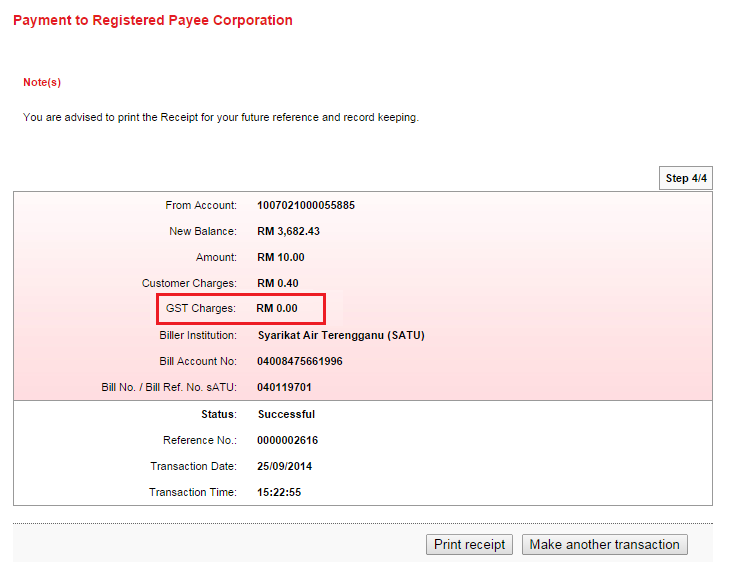 Payment to Registered Payee Corporation
Note(s)
You are advised to print the Receipt for your future reference and record keeping.
Step 4/4
From Account: 1007021000055885
New Balance: RM 3,682.43
Amount: RM 10.00
Customer Charges: RM 0.40
GST Charges: RM 0.00
Biller Institution: Syarikat Air Terengganu (SATU)
Bill Account No: 04008475661996
Bill No. / Bill Ref. No. sATU: 040119701
Status: Successful
Reference No.: 0000002616
Transaction Date: 25/09/2014
Transaction Time: 15:22:55
Print receipt Make another transaction